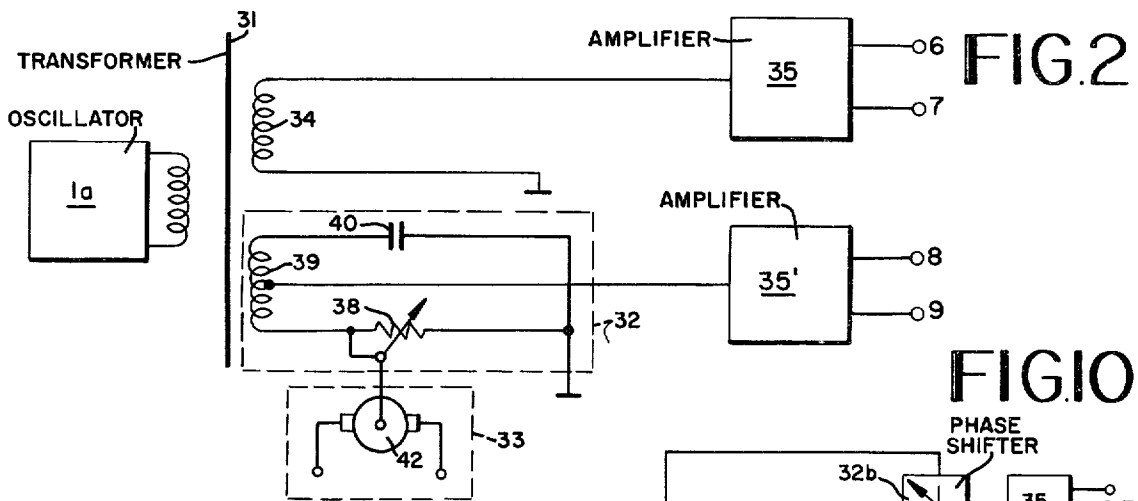 31
TRANSFORMER
OSCILLATOR
1a
34
AMPLIFIER
35
6
7
FIG.2
40
39
38
32
AMPLIFIER
35'
8
9
42
33
FIG.10
PHASE
SHIFTER
32b
35